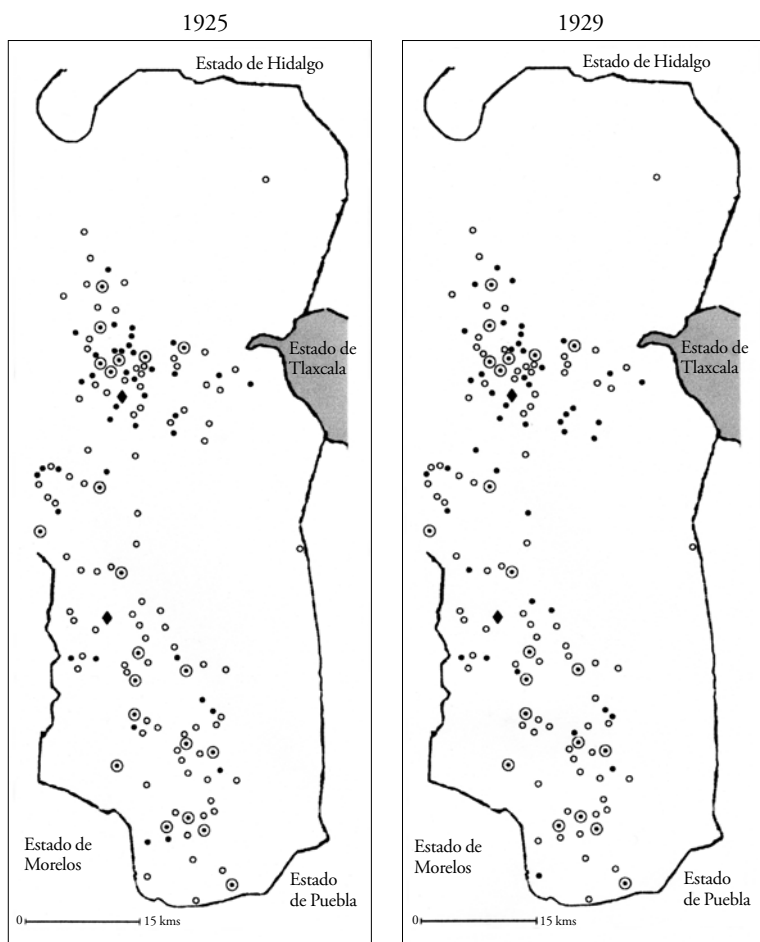 1925
Estado de Hidalgo
Estado de
Tlaxcala
Estado de
Morelos
Estado
de Puebla
0
15 kms
1929
Estado de Hidalgo
Estado de
Tlaxcala
Estado de
Morelos
Estado
de Puebla
0
15 kms